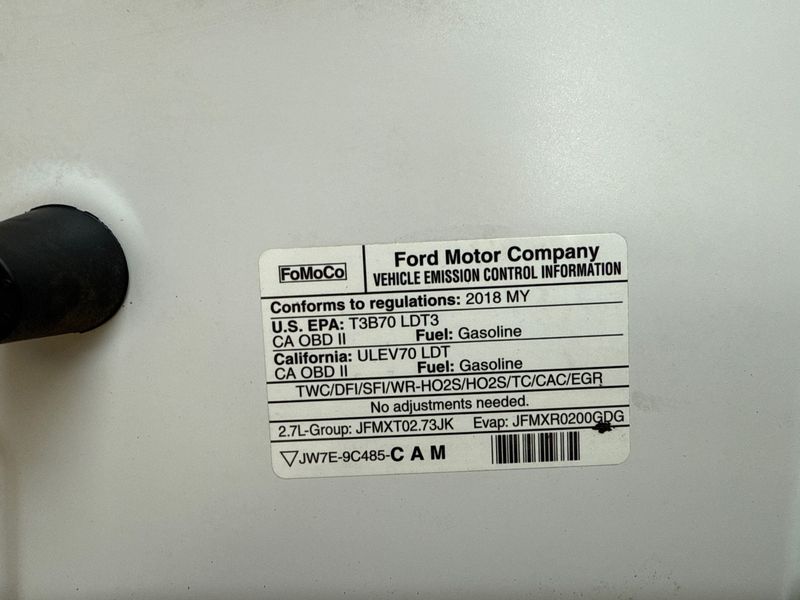 FoMoCo
Ford Motor Company
VEHICLE EMISSION CONTROL INFORMATION
Conforms to regulations: 2018 MY
U.S. EPA: T3B70 LDT3
CA OBD II Fuel: Gasoline
California: ULEV70 LDT
CA OBD II Fuel: Gasoline
TWC/DFI/SFI/WR-HO2S/HO2S/TC/CAC/EGR
No adjustments needed.
2.7L-Group: JFMXT02.73JK Evap: JFMXR0200GDG
JW7E-9C485-CAM